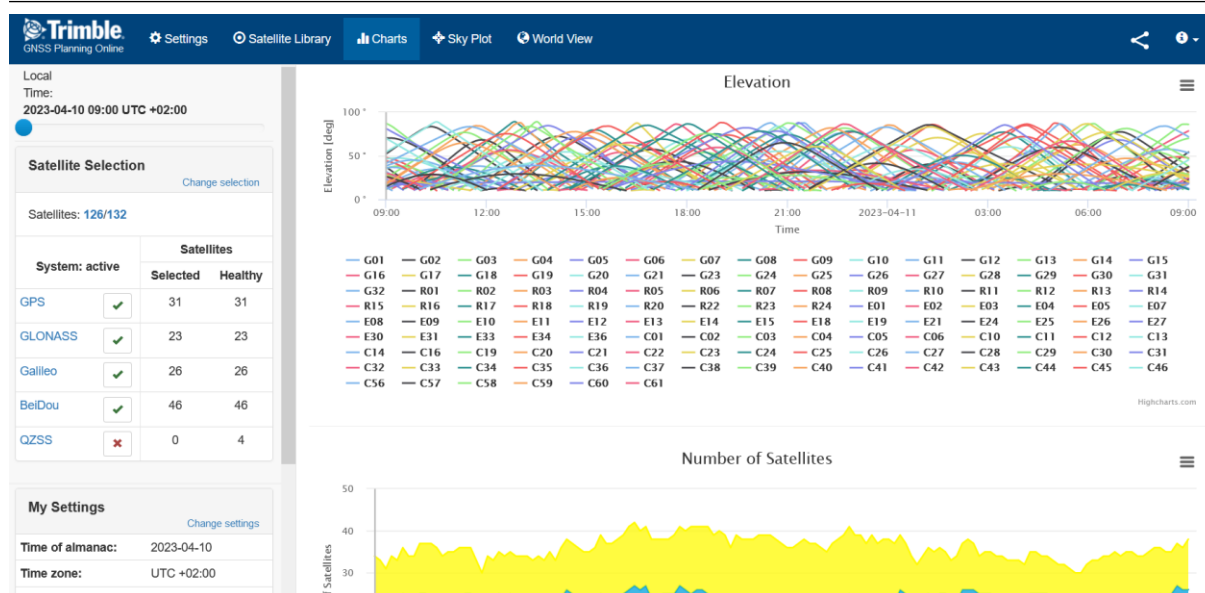 Trimble.
GNSS Planning Online
Settings
Satellite Library
Charts
Sky Plot
World View
Local
Time:
2023-04-10 09:00 UTC +02:00
Satellite Selection
Change selection
Satellites: 126/132
System: active
Satellites
Selected Healthy
GPS 31 31
GLONASS 23 23
Galileo 26 26
BeiDou 46 46
QZSS 0 4
My Settings
Change settings
Time of almanac: 2023-04-10
Time zone: UTC +02:00
Elevation
Elevation [deg]
100 °
50 °
0 °
09:00 12:00 15:00 18:00 21:00 2023-04-11 03:00 06:00 09:00
Time
G01 G02 G03 G04 G05 G06 G07 G08 G09 G10 G11 G12 G13 G14 G15
G16 G17 G18 G19 G20 G21 G23 G24 G25 G26 G27 G28 G29 G30 G31
G32 R01 R02 R03 R04 R05 R06 R07 R08 R09 R10 R11 R12 R13 R14
R15 R16 R17 R18 R19 R20 R22 R23 R24 E01 E02 E03 E04 E05 E07
E08 E09 E10 E11 E12 E13 E14 E15 E18 E19 E21 E24 E25 E26 E27
E30 E31 E33 E34 E36 C01 C02 C03 C04 C05 C06 C10 C11 C12 C13
C14 C16 C19 C20 C21 C22 C23 C24 C25 C26 C27 C28 C29 C30 C31
C32 C33 C34 C35 C36 C37 C38 C39 C40 C41 C42 C43 C44 C45 C46
C56 C57 C58 C59 C60 C61
Highcharts.com
Number of Satellites
50
40
30
Satellites